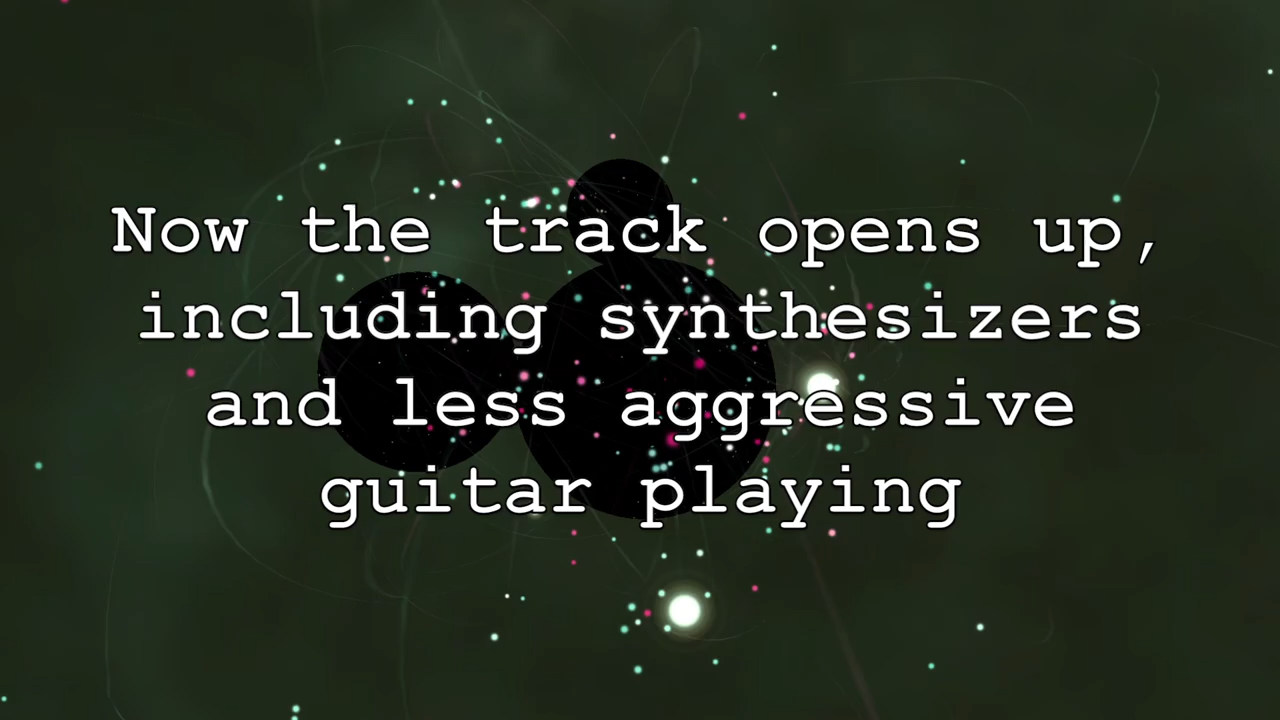 Now the track opens up,
including synthesizers
and less aggressive
guitar playing